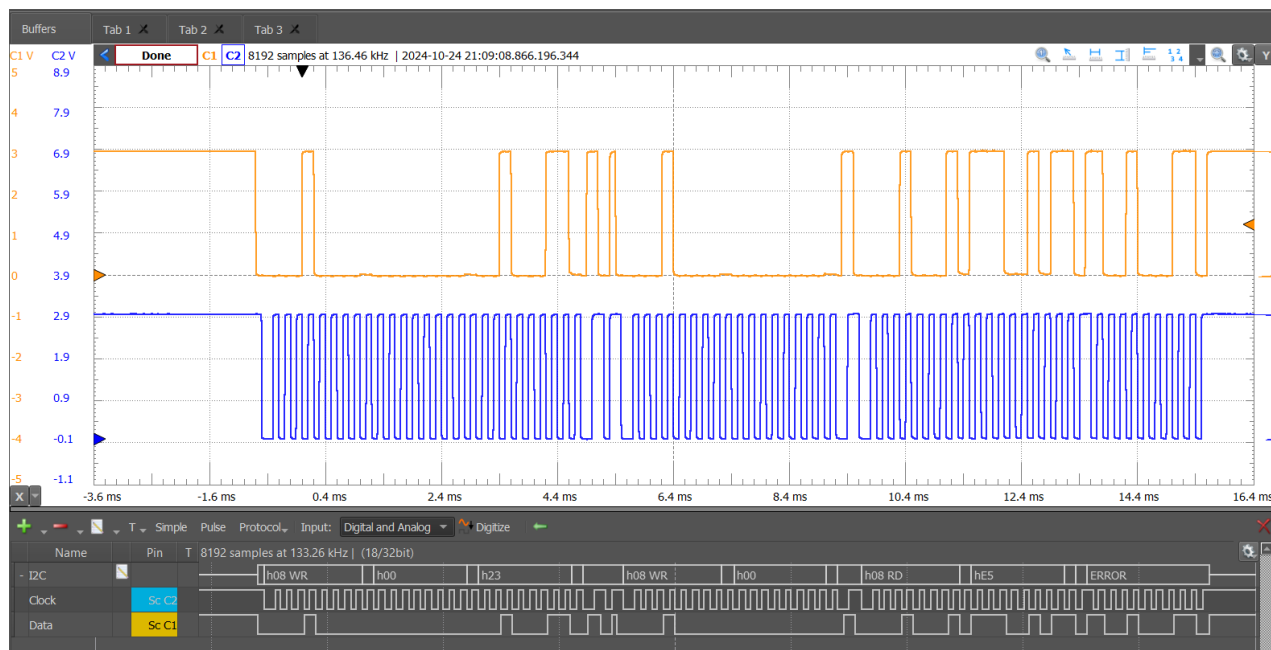 Buffers Tab 1 Tab 2 Tab 3
C1 V C2 V Done C1 C2 8192 samples at 136.46 kHz | 2024-10-24 21:09:08.866.196.344 Y
5 8.9
4 7.9
3 6.9
2 5.9
1 4.9
0 3.9
-1 2.9
-2 1.9
-3 0.9
-4 -0.1
-5 -1.1
X -3.6 ms -1.6 ms 0.4 ms 2.4 ms 4.4 ms 6.4 ms 8.4 ms 10.4 ms 12.4 ms 14.4 ms 16.4 ms
T Simple Pulse Protocol Input: Digital and Analog Digitize
Name Pin T 8192 samples at 133.26 kHz | (18/32bit)
- I2C h08 WR h00 h23 h08 WR h00 h08 RD hE5 ERROR
Clock Sc C2
Data Sc C1